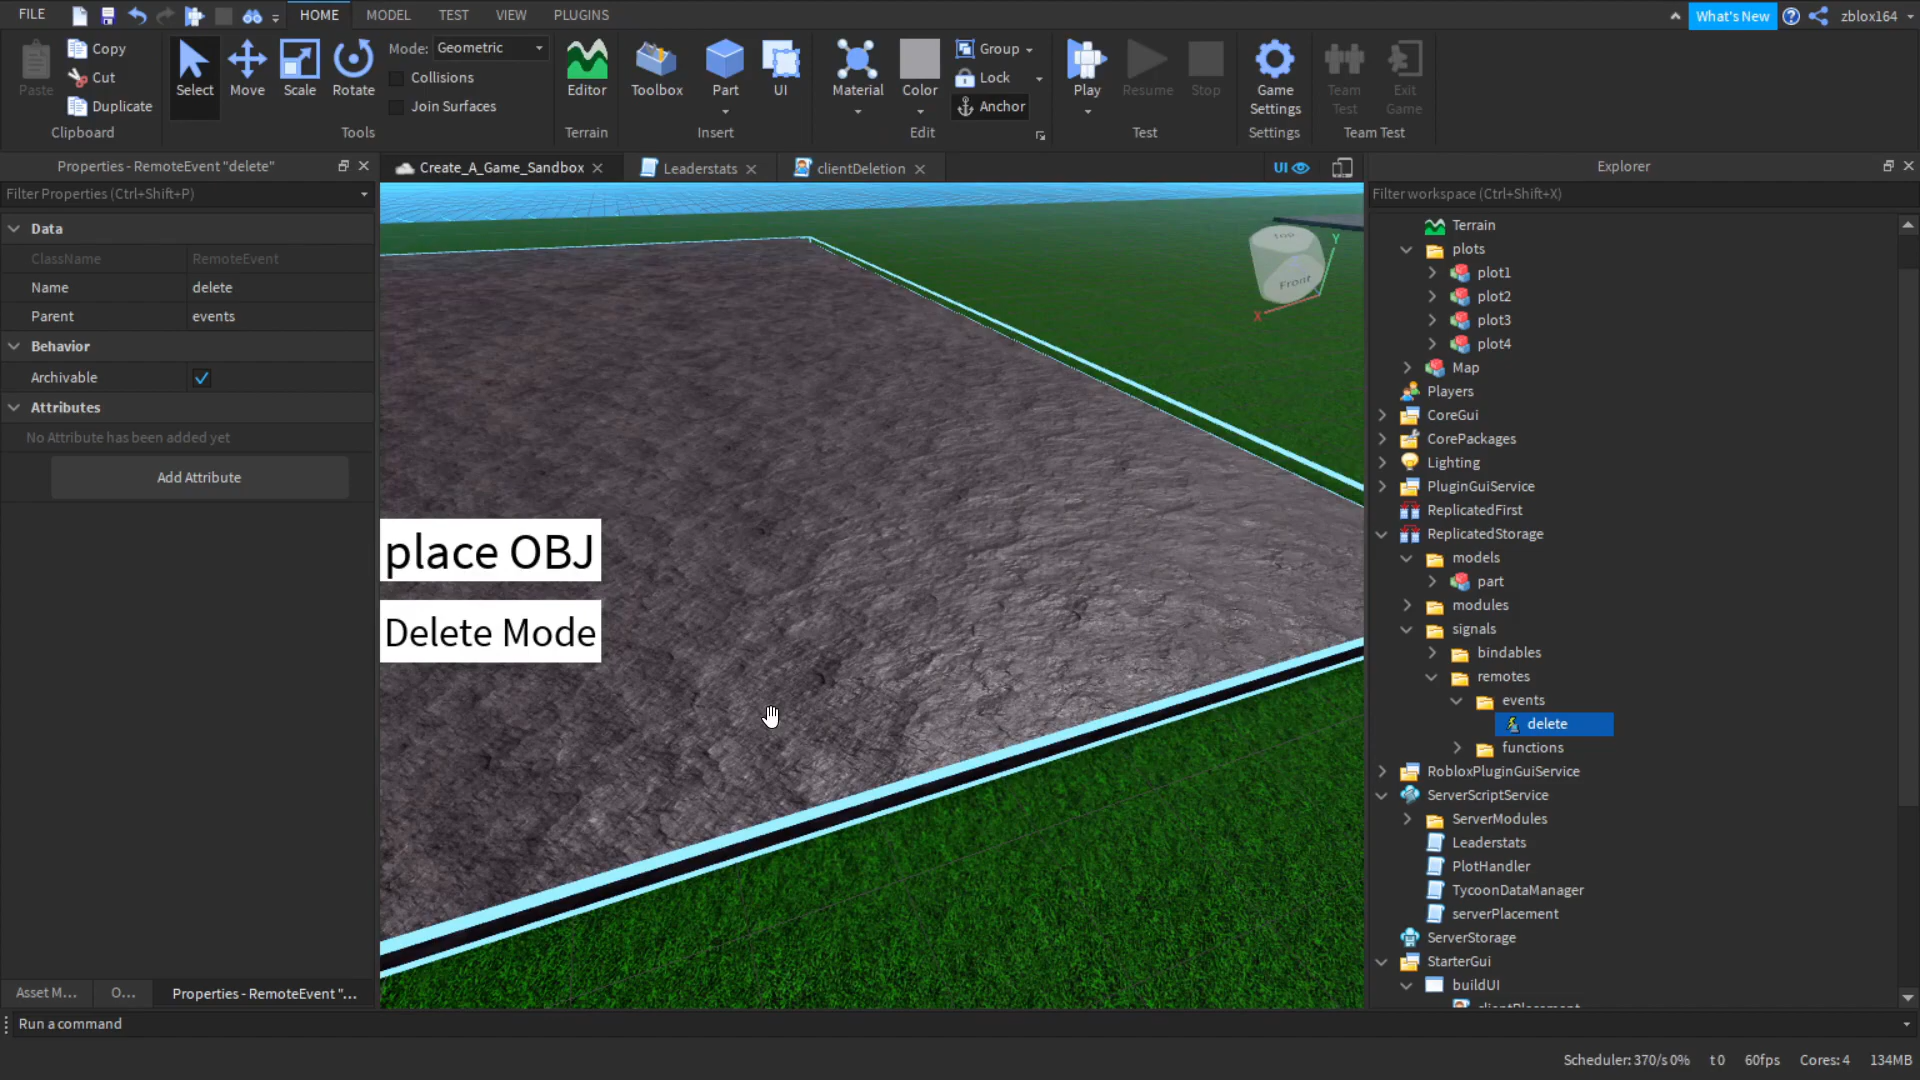 FILE
HOME
MODEL
TEST
VIEW
PLUGINS
What's New
zblox164
Paste
Copy
Cut
Duplicate
Clipboard
Select
Move
Scale
Rotate
Mode: Geometric
Collisions
Join Surfaces
Tools
Editor
Terrain
Toolbox
Part
UI
Insert
Material
Color
Group
Lock
Anchor
Edit
Play
Resume
Stop
Test
Game
Settings
Settings
Team
Test
Exit
Game
Team Test
Properties - RemoteEvent "delete"
Filter Properties (Ctrl+Shift+P)
Data
ClassName RemoteEvent
Name delete
Parent events
Behavior
Archivable
Attributes
No Attribute has been added yet
Add Attribute
Asset M...
O...
Properties - RemoteEvent "...
Create_A_Game_Sandbox
Leaderstats
clientDeletion
UI
Top
Front
Y
X
place OBJ
Delete Mode
Explorer
Filter workspace (Ctrl+Shift+X)
Terrain
plots
plot1
plot2
plot3
plot4
Map
Players
CoreGui
CorePackages
Lighting
PluginGuiService
ReplicatedFirst
ReplicatedStorage
models
part
modules
signals
bindables
remotes
events
delete
functions
RobloxPluginGuiService
ServerScriptService
ServerModules
Leaderstats
PlotHandler
TycoonDataManager
serverPlacement
ServerStorage
StarterGui
buildUI
clientPlacement
Run a command
Scheduler: 370/s 0% t 0 60fps Cores: 4 134MB